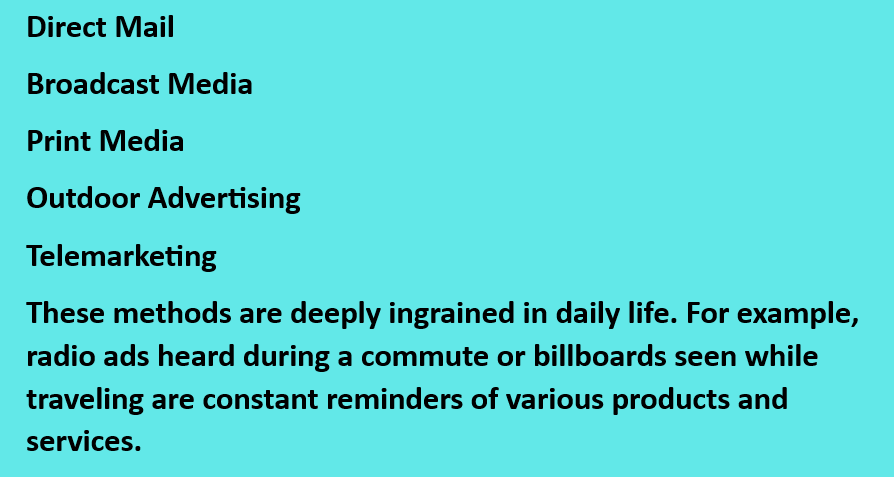 Direct Mail
Broadcast Media
Print Media
Outdoor Advertising
Telemarketing
These methods are deeply ingrained in daily life. For example,
radio ads heard during a commute or billboards seen while
traveling are constant reminders of various products and
services.